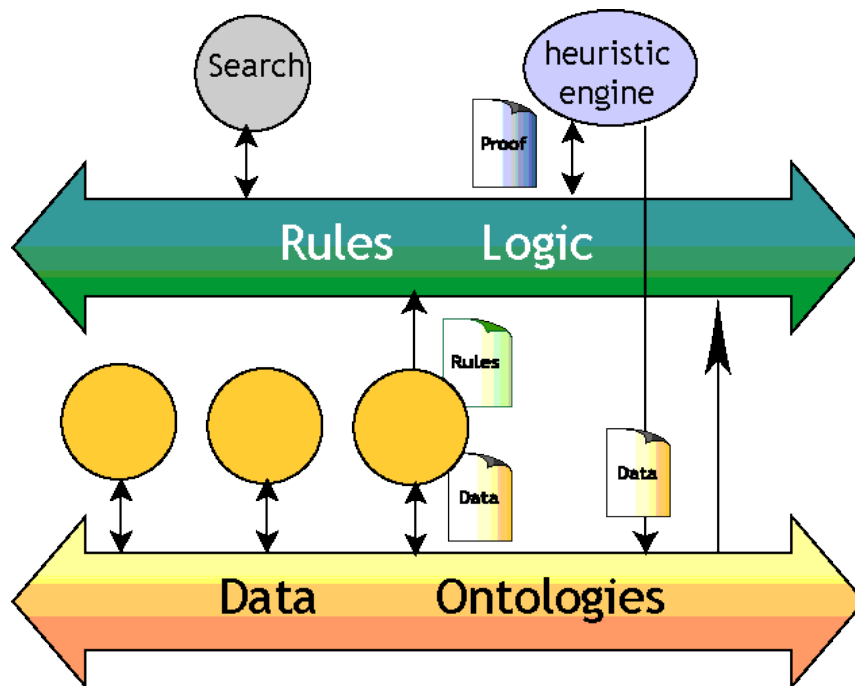 Search
heuristic
engine
Proof
Rules Logic
Rules
Data
Data
Data Ontologies